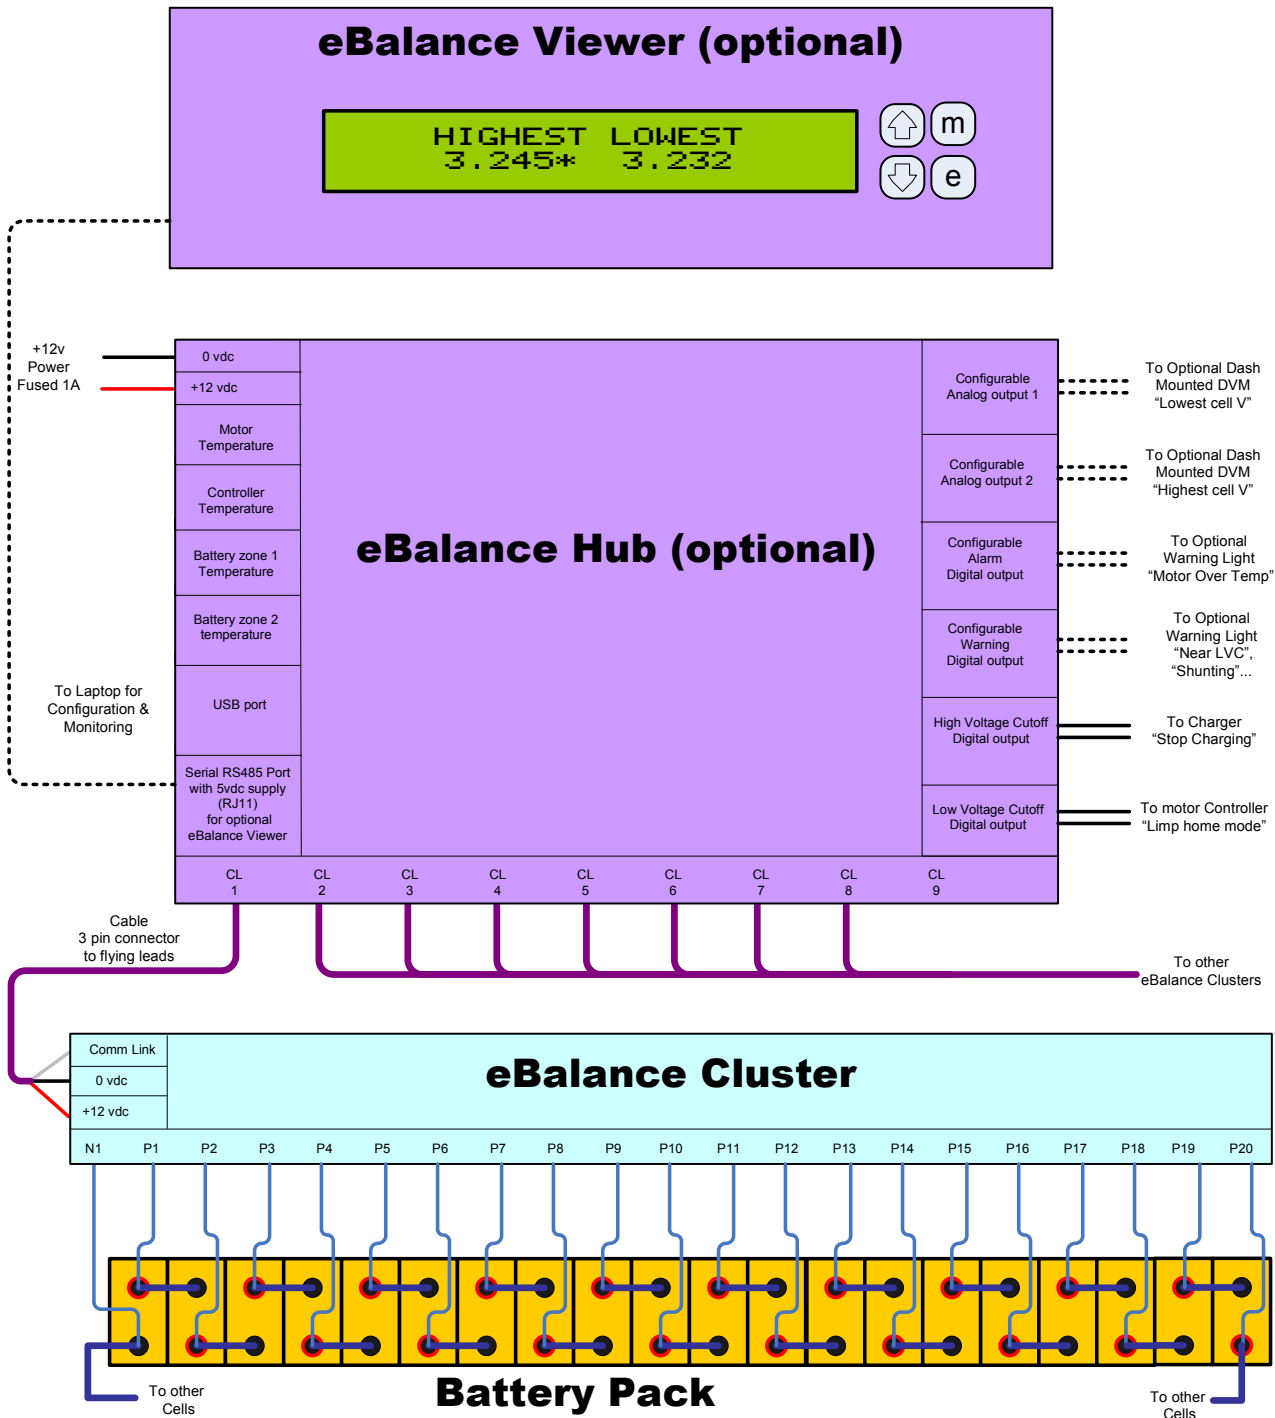 eBalance Viewer (optional)
HIGHEST LOWEST
3.245* 3.232
m
e
+12v
Power
Fused 1A
0 vdc
+12 vdc
Motor
Temperature
Controller
Temperature
Battery zone 1
Temperature
Battery zone 2
temperature
To Laptop for
Configuration &
Monitoring
USB port
Serial RS485 Port
with 5vdc supply
(RJ11)
for optional
eBalance Viewer
eBalance Hub (optional)
Configurable
Analog output 1
To Optional Dash
Mounted DVM
“Lowest cell V”
Configurable
Analog output 2
To Optional Dash
Mounted DVM
“Highest cell V”
Configurable
Alarm
Digital output
To Optional
Warning Light
“Motor Over Temp”
Configurable
Warning
Digital output
To Optional
Warning Light
“Near LVC”,
“Shunting”...
High Voltage Cutoff
Digital output
To Charger
“Stop Charging”
Low Voltage Cutoff
Digital output
To motor Controller
“Limp home mode”
CL CL CL CL CL CL CL CL CL
1 2 3 4 5 6 7 8 9
Cable
3 pin connector
to flying leads
To other
eBalance Clusters
Comm Link
0 vdc
+12 vdc
eBalance Cluster
N1 P1 P2 P3 P4 P5 P6 P7 P8 P9 P10 P11 P12 P13 P14 P15 P16 P17 P18 P19 P20
To other
Cells
Battery Pack
To other
Cells